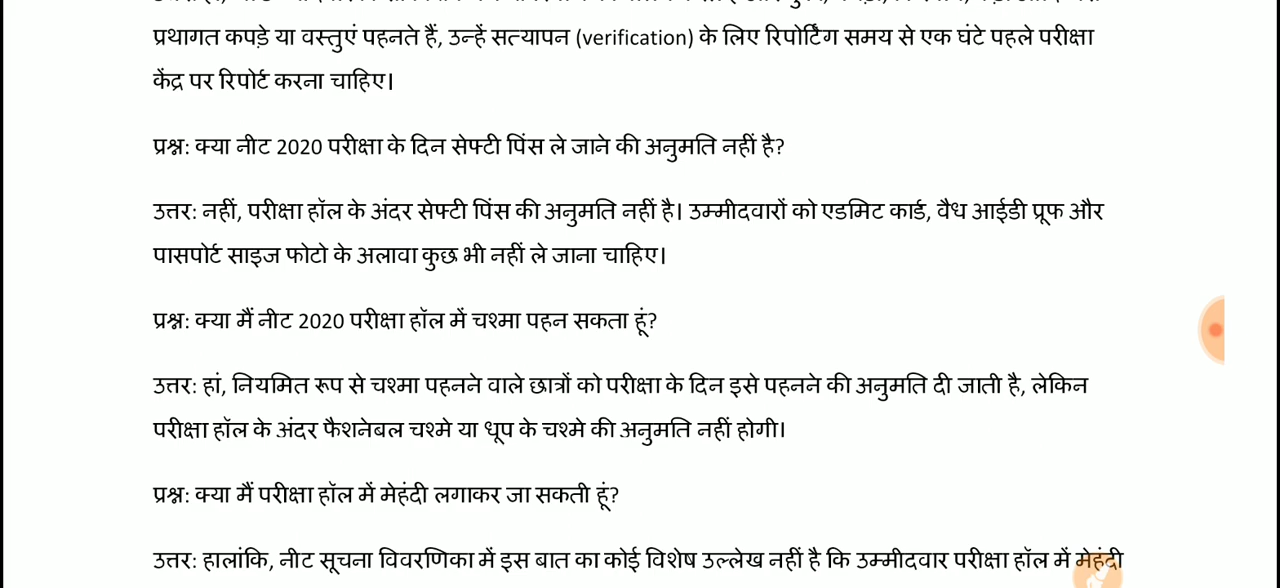 प्रथागत कपड़े या वस्तुएं पहनते हैं, उन्हें सत्यापन (verification) के लिए रिपोर्टिंग समय से एक घंटे पहले परीक्षा
केंद्र पर रिपोर्ट करना चाहिए।
प्रश्न: क्या नीट 2020 परीक्षा के दिन सेफ्टी पिंस ले जाने की अनुमति नहीं है?
उत्तर: नहीं, परीक्षा हॉल के अंदर सेफ्टी पिंस की अनुमति नहीं है। उम्मीदवारों को एडमिट कार्ड, वैध आईडी प्रूफ और
पासपोर्ट साइज फोटो के अलावा कुछ भी नहीं ले जाना चाहिए।
प्रश्न: क्या मैं नीट 2020 परीक्षा हॉल में चश्मा पहन सकता हूं?
उत्तर: हां, नियमित रूप से चश्मा पहनने वाले छात्रों को परीक्षा के दिन इसे पहनने की अनुमति दी जाती है, लेकिन
परीक्षा हॉल के अंदर फैशनेबल चश्मे या धूप के चश्मे की अनुमति नहीं होगी।
प्रश्न: क्या मैं परीक्षा हॉल में मेहंदी लगाकर जा सकती हूं?
उत्तर: हालांकि, नीट सूचना विवरणिका में इस बात का कोई विशेष उल्लेख नहीं है कि उम्मीदवार परीक्षा हॉल में मेहंदी